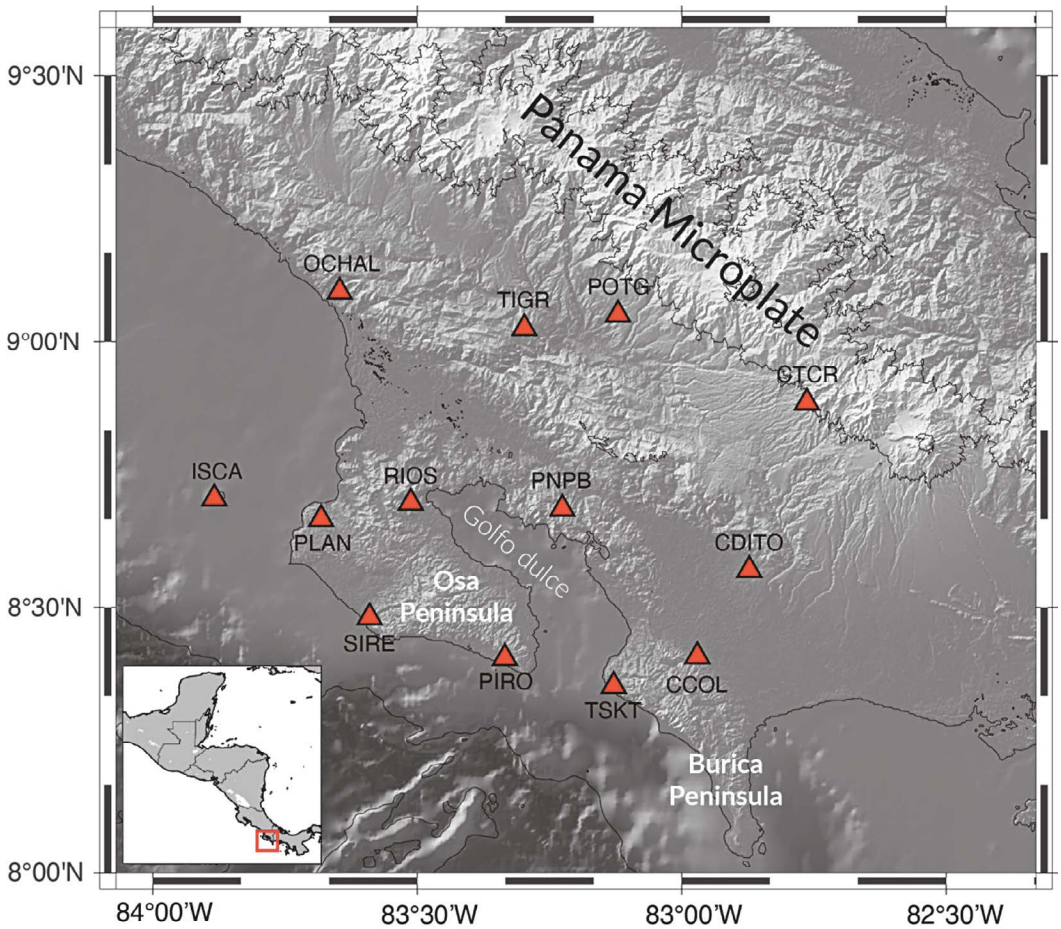 9°30'N
Panama Microplate
OCHAL
TIGR
POTG
9°00'N
CTCR
ISCA
RIOS
PNPB
PLAN
Golfo dulce
CDITO
8°30'N
Osa
Peninsula
SIRE
PIRO
TSKT
CCOL
Burica
Peninsula
8°00'N
84°00'W
83°30'W
83°00'W
82°30'W